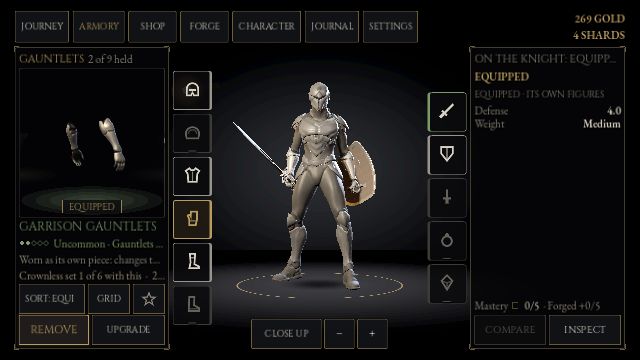 JOURNEY ARMORY SHOP FORGE CHARACTER JOURNAL SETTINGS
269 GOLD
4 SHARDS
GAUNTLETS 2 of 9 held
EQUIPPED
GARRISON GAUNTLETS
Uncommon · Gauntlets ...
Worn as its own piece: changes t...
Crownless set 1 of 6 with this · 2...
SORT: EQUI GRID
REMOVE UPGRADE
CLOSE UP − +
ON THE KNIGHT: EQUIPP...
EQUIPPED
EQUIPPED · ITS OWN FIGURES
Defense 4.0
Weight Medium
Mastery 0/5 · Forged +0/5
COMPARE INSPECT